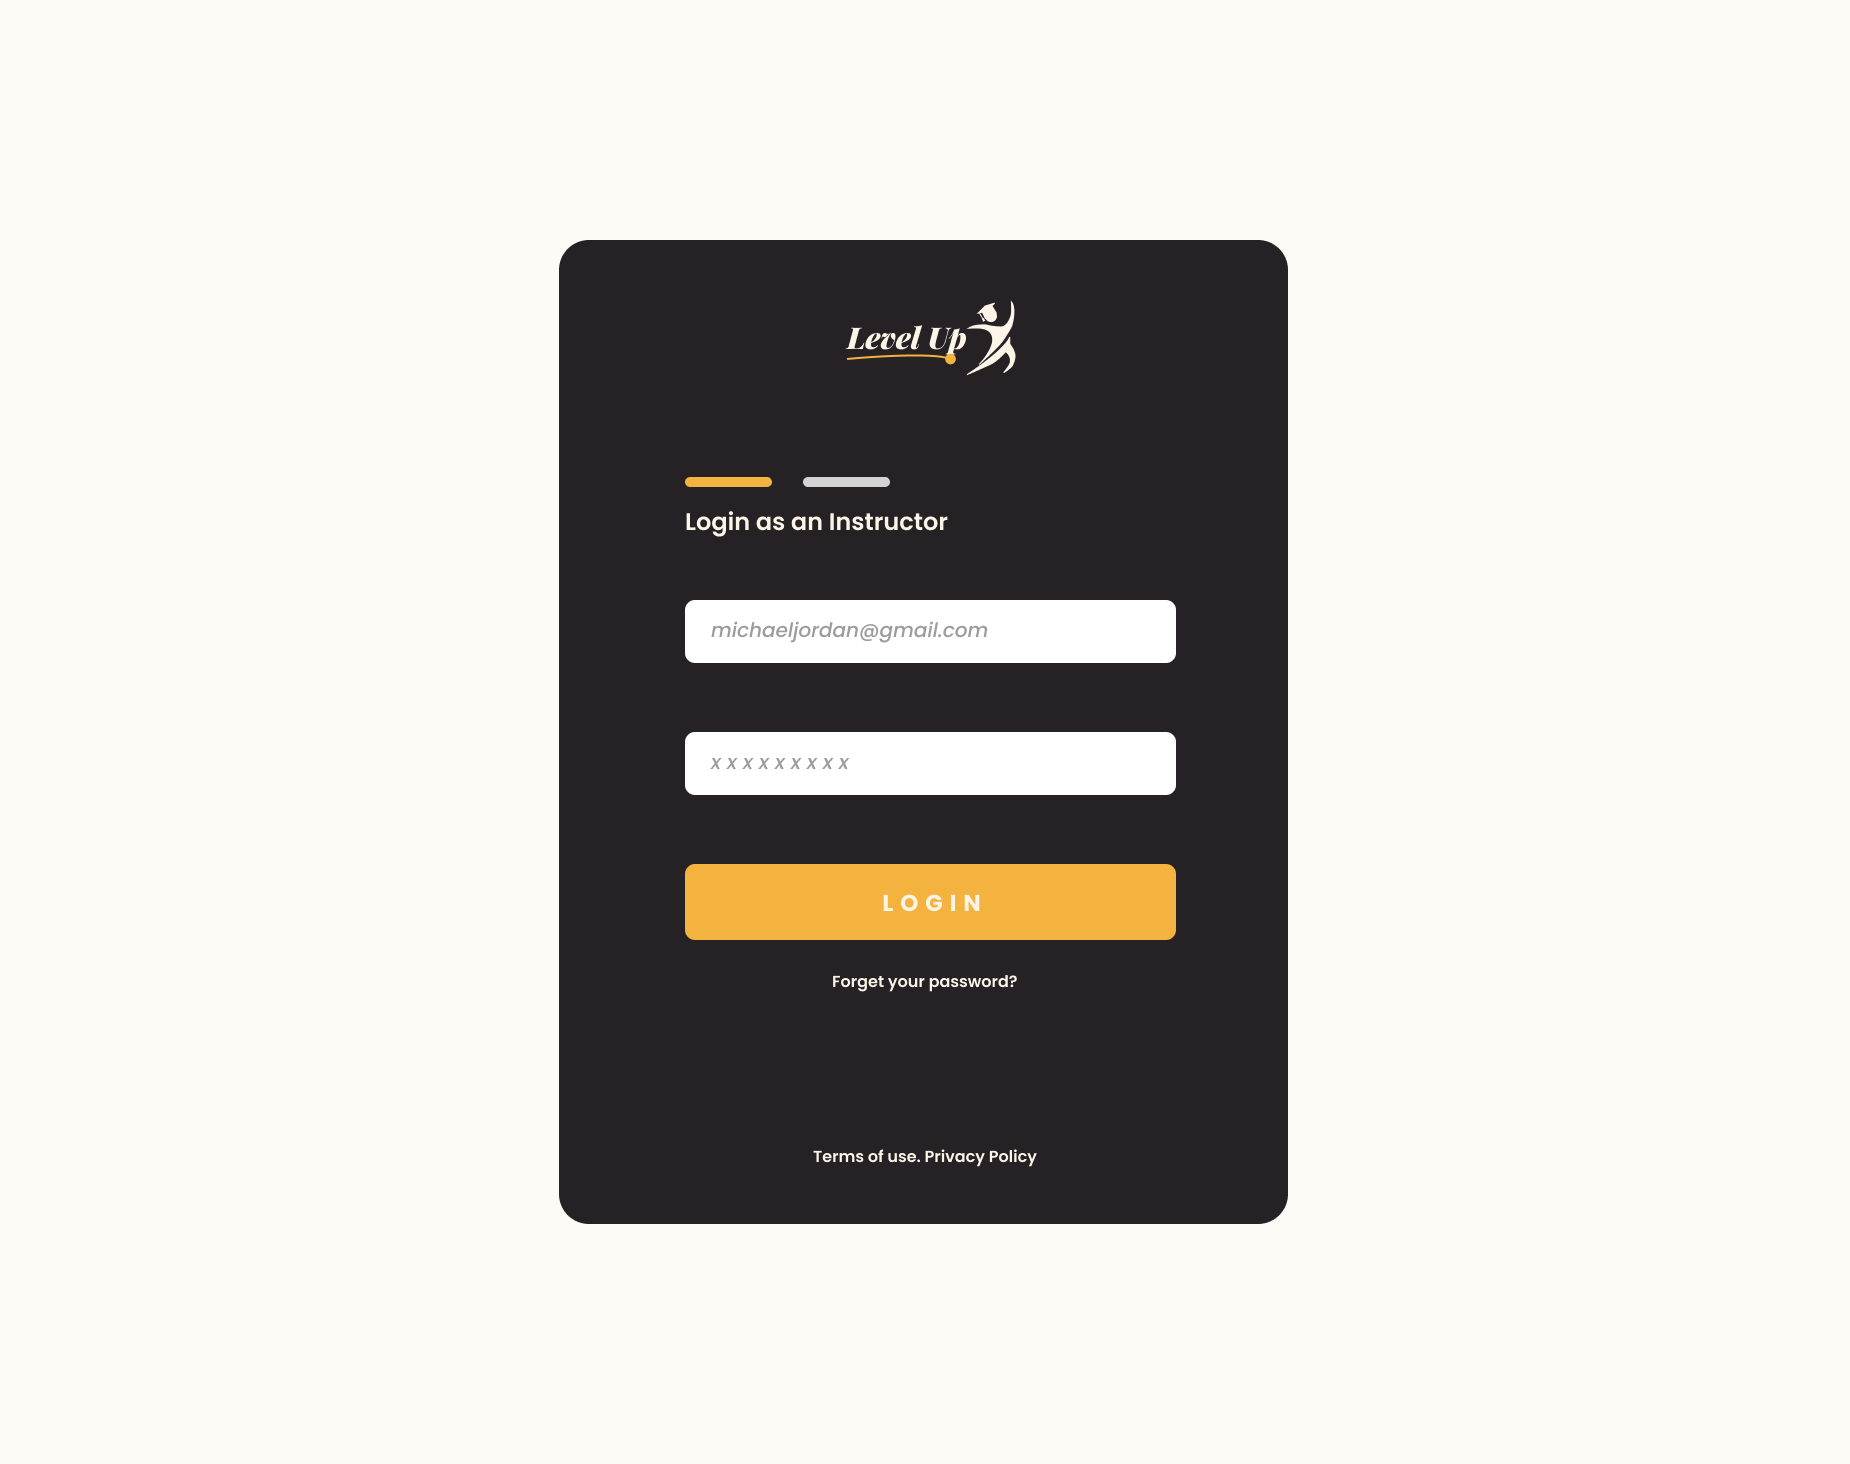 Level Up
Login as an Instructor
michaeljordan@gmail.com
x x x x x x x x x
LOGIN
Forget your password?
Terms of use. Privacy Policy